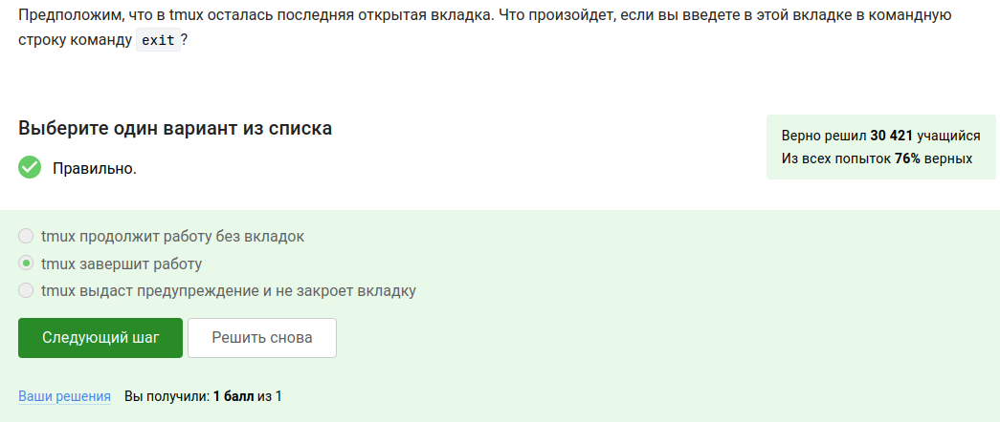 Предположим, что в tmux осталась последняя открытая вкладка. Что произойдет, если вы введете в этой вкладке в командную
строку команду exit?
Выберите один вариант из списка
Правильно.
Верно решил 30 421 учащийся
Из всех попыток 76% верных
tmux продолжит работу без вкладок
tmux завершит работу
tmux выдаст предупреждение и не закроет вкладку
Следующий шаг
Решить снова
Ваши решения Вы получили: 1 балл из 1